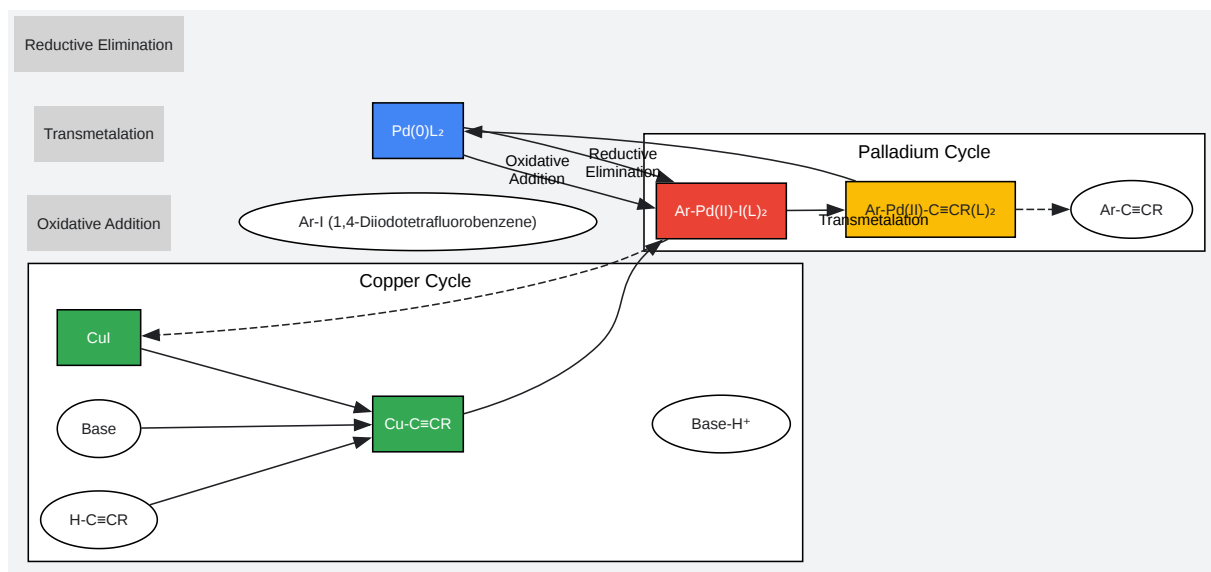 Reductive Elimination
Transmetalation
Oxidative Addition
Pd(0)L₂
Oxidative
Addition
Reductive
Elimination
Ar-I (1,4-Diiodotetrafluorobenzene)
Palladium Cycle
Ar-Pd(II)-I(L)₂
Ar-Pd(II)-C≡CR(L)₂
Transmetalation
Ar-C≡CR
Copper Cycle
CuI
Base
H-C≡CR
Cu-C≡CR
Base-H⁺